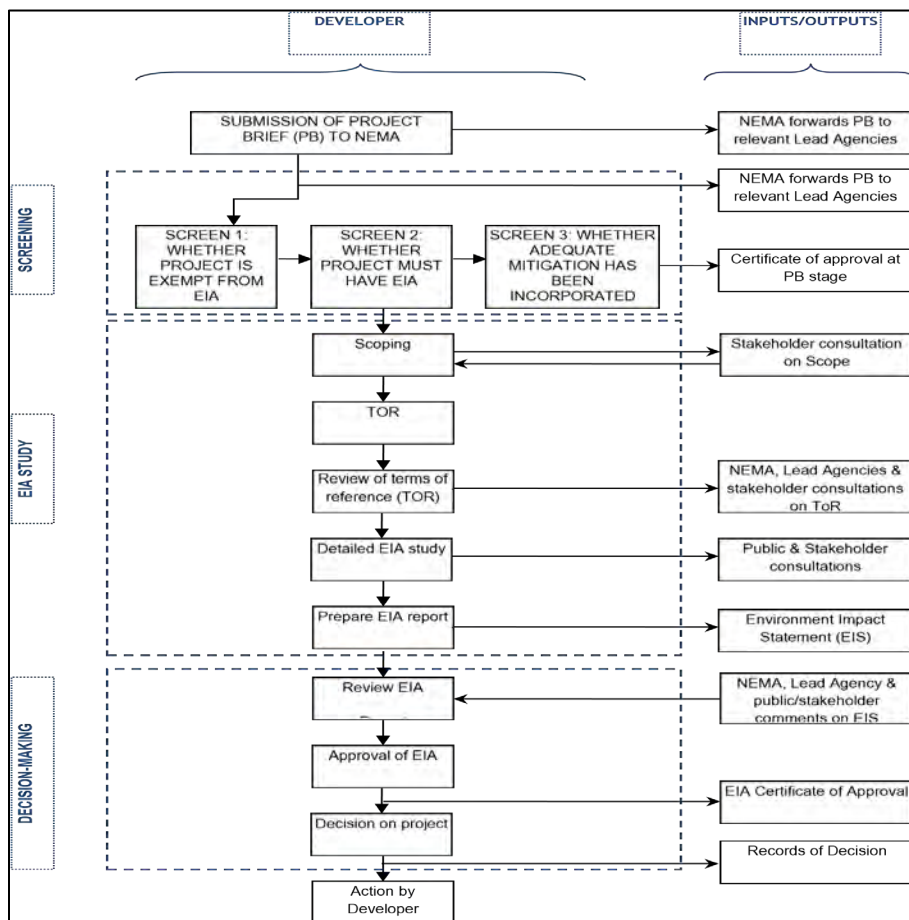 DEVELOPER
INPUTS/OUTPUTS
SUBMISSION OF PROJECT
BRIEF (PB) TO NEMA
NEMA forwards PB to
relevant Lead Agencies
NEMA forwards PB to
relevant Lead Agencies
SCREENING
SCREEN 1:
WHETHER
PROJECT IS
EXEMPT FROM
EIA
SCREEN 2:
WHETHER
PROJECT MUST
HAVE EIA
SCREEN 3: WHETHER
ADEQUATE
MITIGATION HAS
BEEN
INCORPORATED
Certificate of approval at
PB stage
EIA STUDY
Scoping
Stakeholder consultation
on Scope
TOR
Review of terms of
reference (TOR)
NEMA, Lead Agencies &
stakeholder consultations
on ToR
Detailed EIA study
Public & Stakeholder
consultations
Prepare EIA report
Environment Impact
Statement (EIS)
DECISION-MAKING
Review EIA
NEMA, Lead Agency &
public/stakeholder
comments on EIS
Approval of EIA
EIA Certificate of Approval
Decision on project
Records of Decision
Action by
Developer